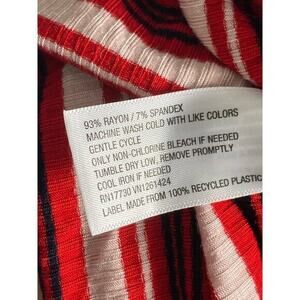 93% RAYON / 7% SPANDEX
MACHINE WASH COLD WITH LIKE COLORS
GENTLE CYCLE
ONLY NON-CHLORINE BLEACH IF NEEDED
TUMBLE DRY LOW, REMOVE PROMPTLY
COOL IRON IF NEEDED
RN17730 VN1261424
LABEL MADE FROM 100% RECYCLED PLASTIC